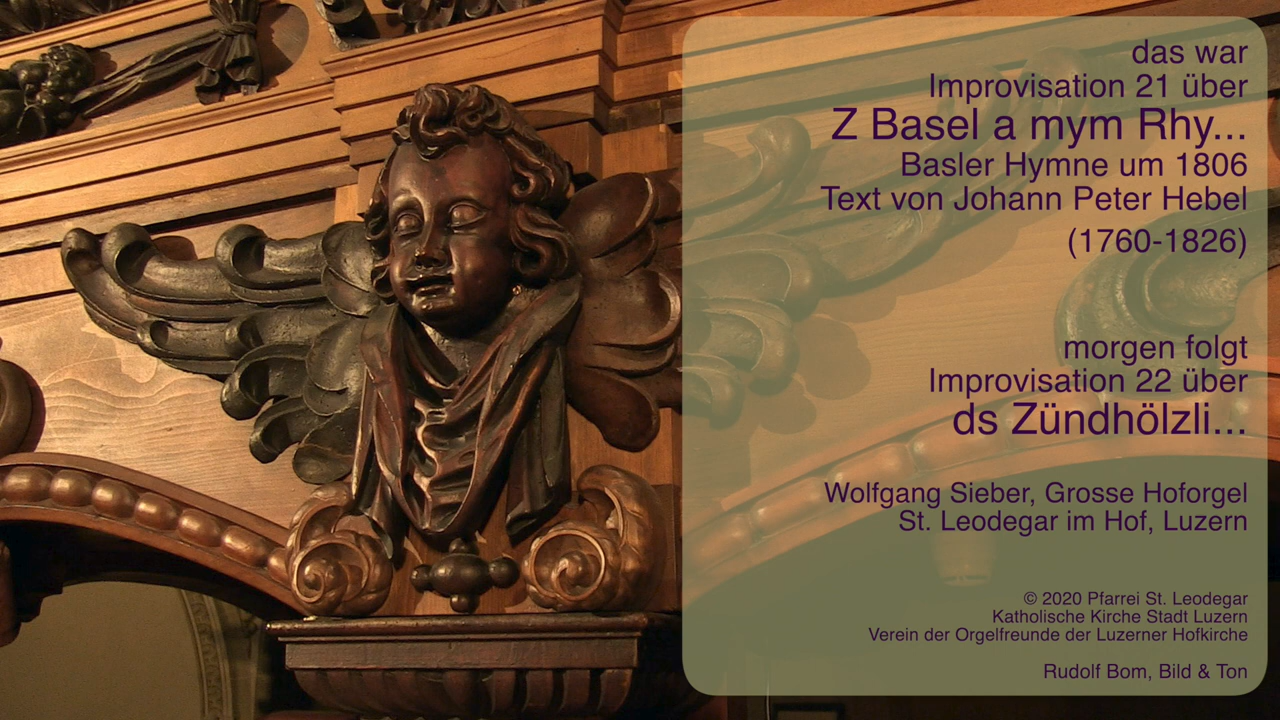 das war
Improvisation 21 über
Z Basel a mym Rhy...
Basler Hymne um 1806
Text von Johann Peter Hebel
(1760-1826)
morgen folgt
Improvisation 22 über
ds Zündhölzli...
Wolfgang Sieber, Grosse Hoforgel
St. Leodegar im Hof, Luzern
© 2020 Pfarrei St. Leodegar
Katholische Kirche Stadt Luzern
Verein der Orgelfreunde der Luzerner Hofkirche
Rudolf Bom, Bild & Ton